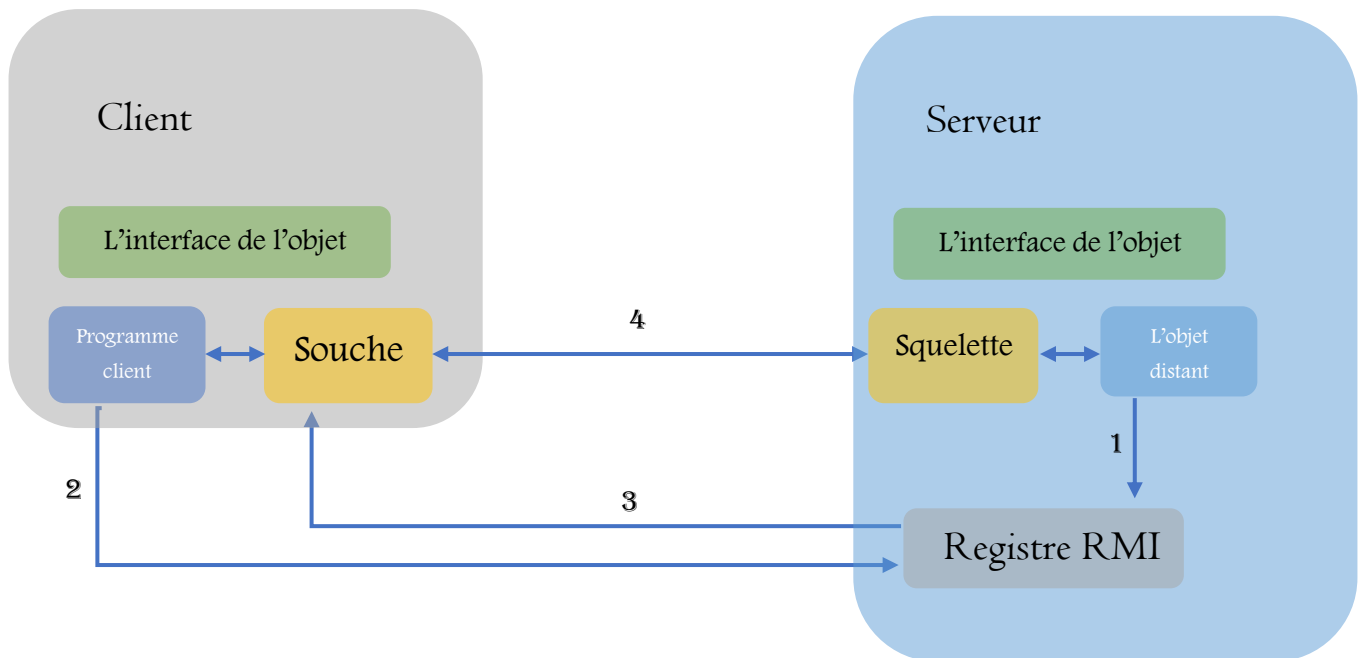 Client
Serveur
L'interface de l'objet
L'interface de l'objet
Programme
client
Souche
4
Squelette
L'objet
distant
1
2
3
Registre RMI